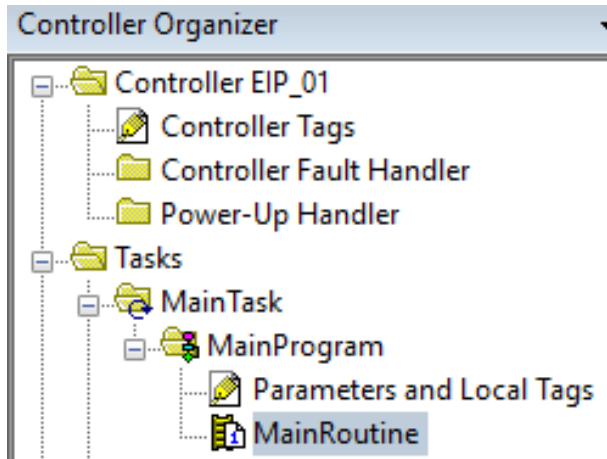 Controller Organizer
Controller EIP_01
Controller Tags
Controller Fault Handler
Power-Up Handler
Tasks
MainTask
MainProgram
Parameters and Local Tags
MainRoutine